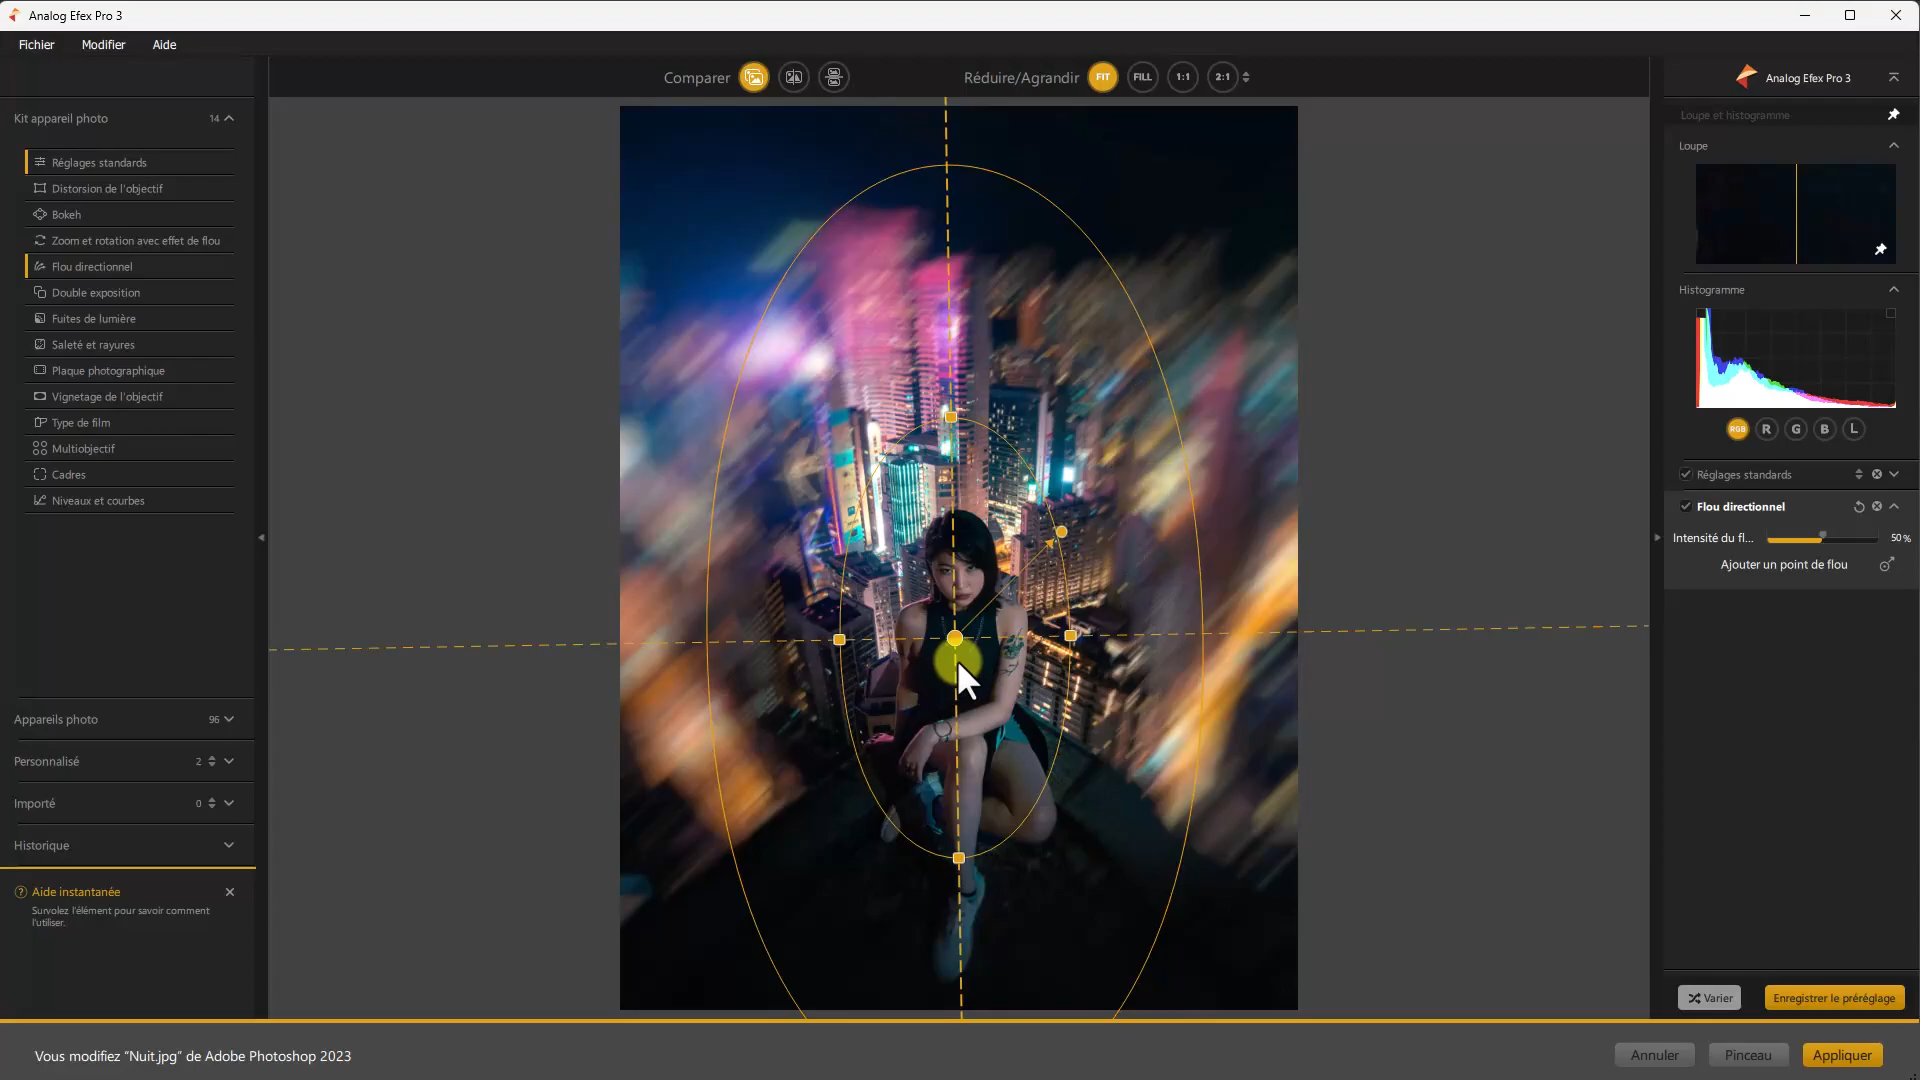 Analog Efex Pro 3
Fichier
Modifier
Aide
Comparer
Réduire/Agrandir
FIT
FILL
1:1
2:1
Analog Efex Pro 3
Kit appareil photo
14
Réglages standards
Distorsion de l'objectif
Bokeh
Zoom et rotation avec effet de flou
Flou directionnel
Double exposition
Fuites de lumière
Saleté et rayures
Plaque photographique
Vignetage de l'objectif
Type de film
Multiobjectif
Cadres
Niveaux et courbes
Appareils photo
96
Personnalisé
2
Importé
0
Historique
? Aide instantanée
Survolez l'élément pour savoir comment
l'utiliser.
Loupe et histogramme
Loupe
Histogramme
RGB
R
G
B
L
Réglages standards
Flou directionnel
Intensité du fl...
50 %
Ajouter un point de flou
Varier
Enregistrer le préréglage
Vous modifiez “Nuit.jpg” de Adobe Photoshop 2023
Annuler
Pinceau
Appliquer